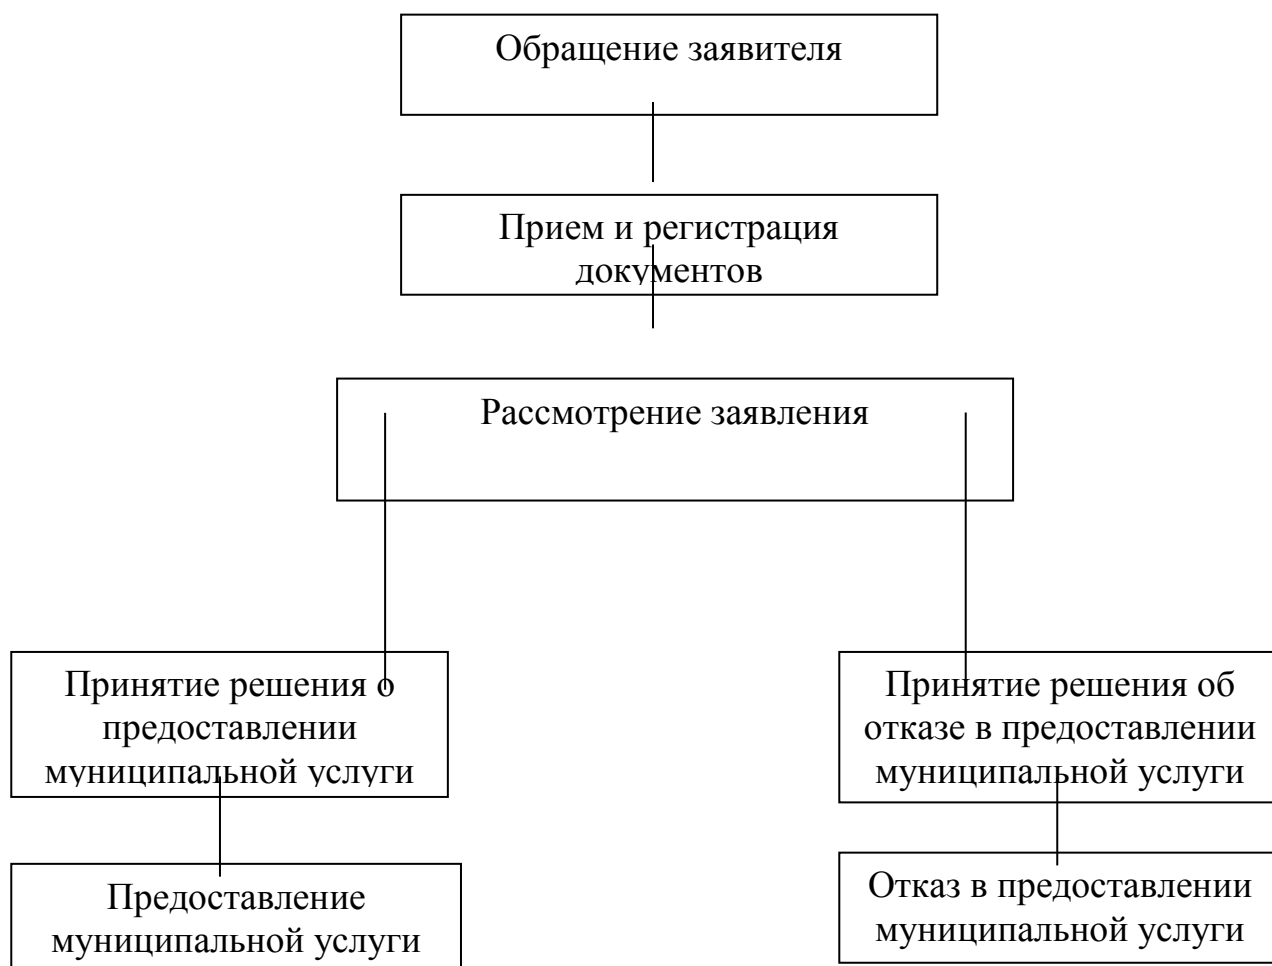 Обращение заявителя
Прием и регистрация
документов
Рассмотрение заявления
Принятие решения о
предоставлении
муниципальной услуги
Принятие решения об
отказе в предоставлении
муниципальной услуги
Предоставление
муниципальной услуги
Отказ в предоставлении
муниципальной услуги